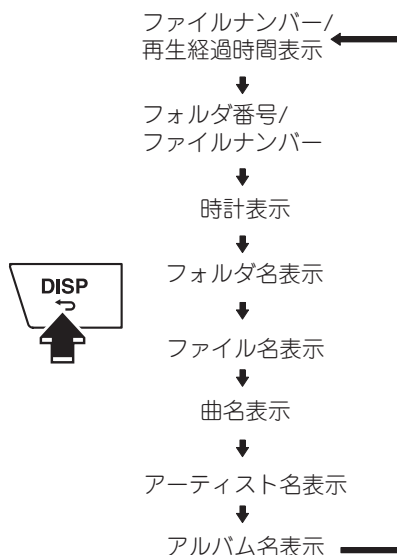 ファイルナンバー/
再生経過時間表示
フォルダ番号/
ファイルナンバー
時計表示
DISP
フォルダ名表示
ファイル名表示
曲名表示
アーティスト名表示
アルバム名表示